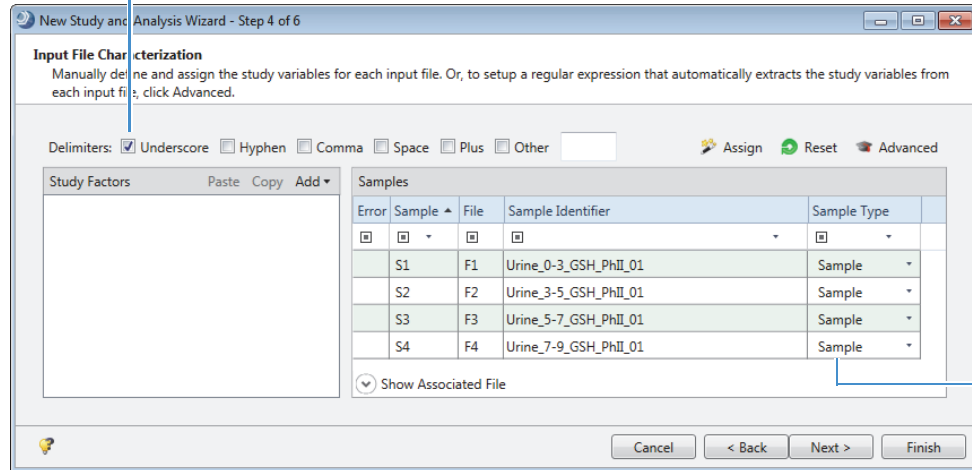 New Study and Analysis Wizard - Step 4 of 6
Input File Characterization
Manually define and assign the study variables for each input file. Or, to setup a regular expression that automatically extracts the study variables from
each input file, click Advanced.
Delimiters: Underscore Hyphen Comma Space Plus Other Assign Reset Advanced
Study Factors Paste Copy Add Samples
Error Sample File Sample Identifier Sample Type
S1 F1 Urine_0-3_GSH_PhII_01 Sample
S2 F2 Urine_3-5_GSH_PhII_01 Sample
S3 F3 Urine_5-7_GSH_PhII_01 Sample
S4 F4 Urine_7-9_GSH_PhII_01 Sample
Show Associated File
Cancel < Back Next > Finish